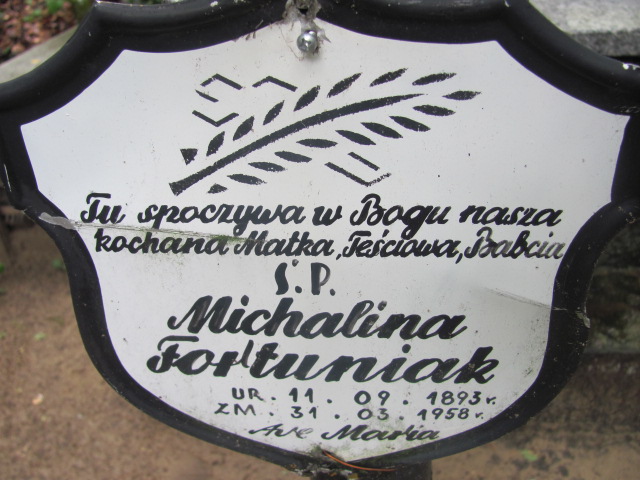 Tu spoczywa w Bogu nasza
kochana Matka, Teściowa, Babcia
Ś. P.
Michalina
Fortuniak
UR. 11. 09. 1893 r.
ZM. 31. 03. 1958 r.
Ave Maria